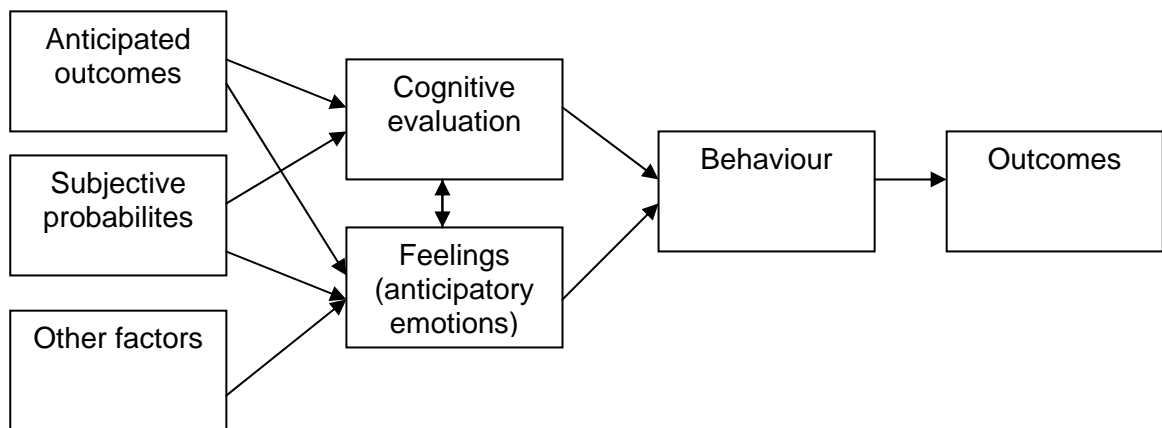 Anticipated
outcomes
Subjective
probabilites
Other factors
Cognitive
evaluation
Feelings
(anticipatory
emotions)
Behaviour
Outcomes